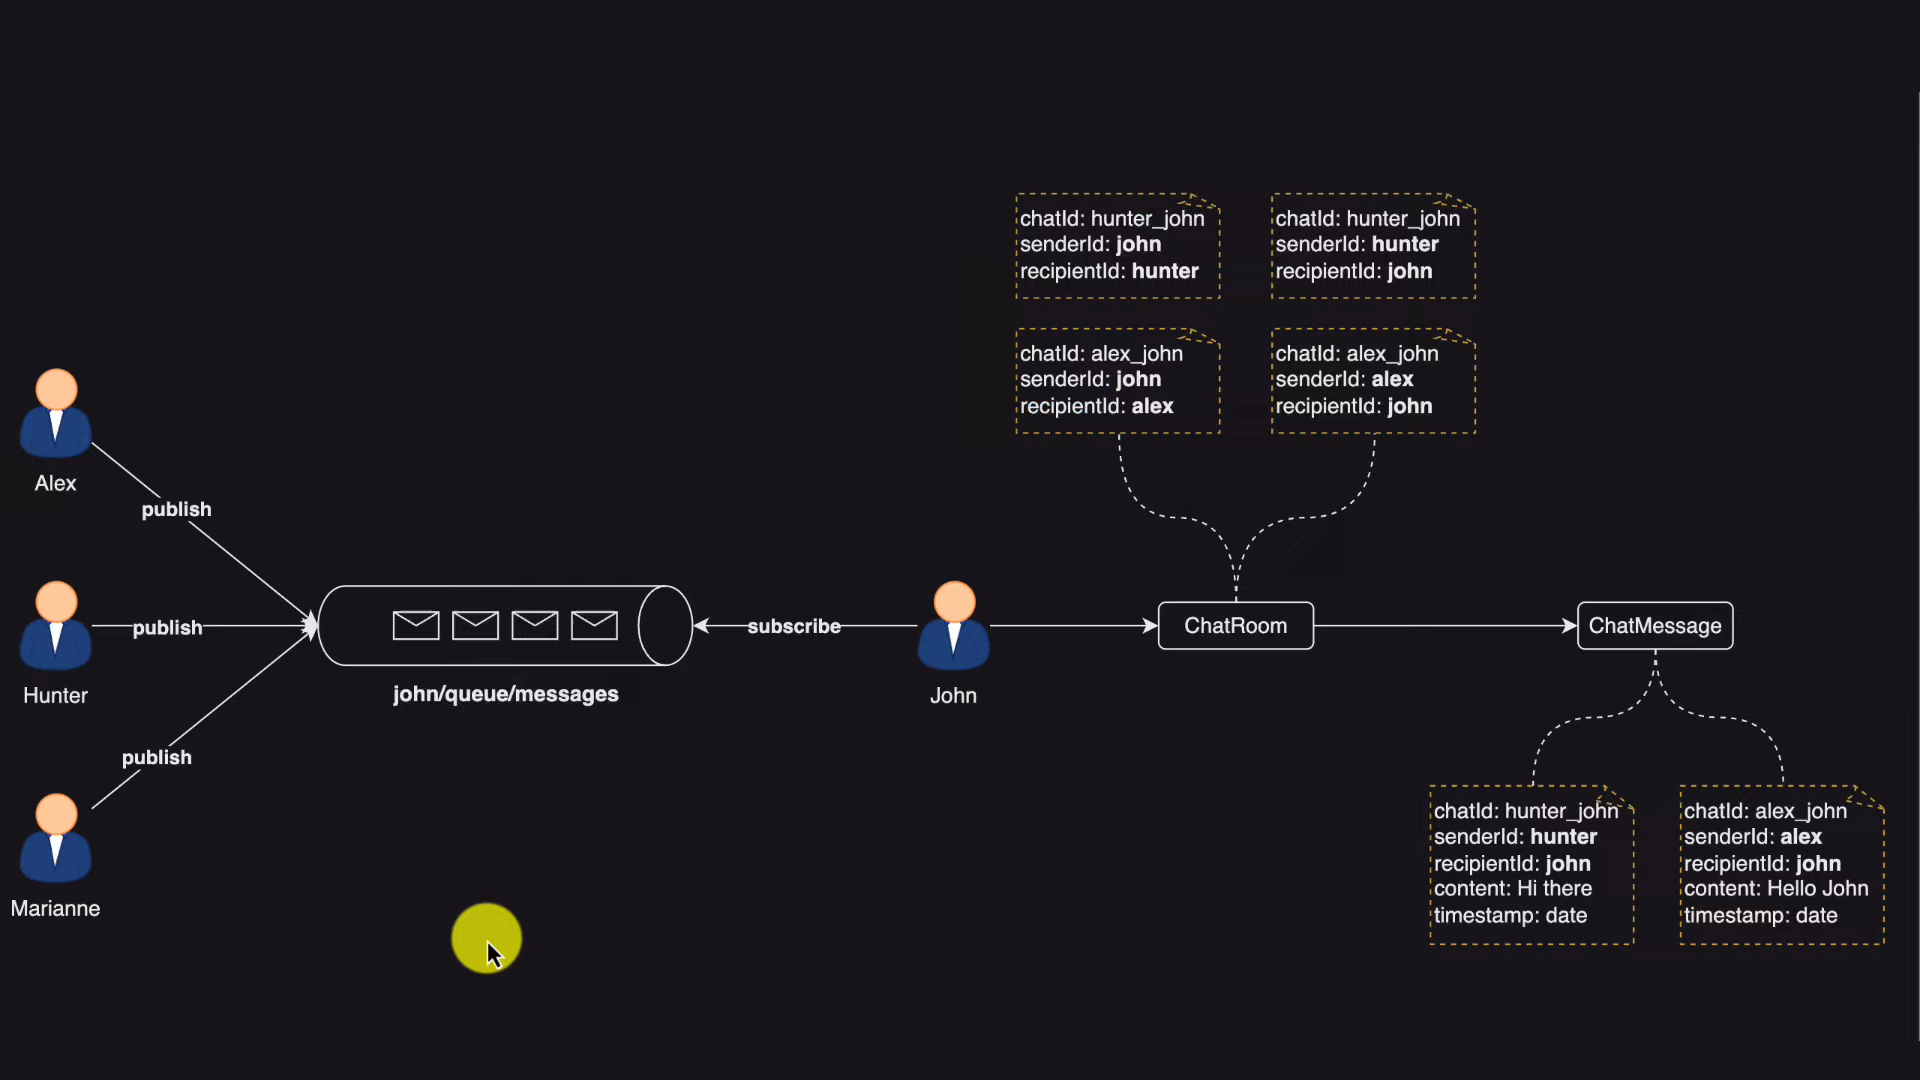 chatId: hunter_john
senderId: john
recipientId: hunter
chatId: hunter_john
senderId: hunter
recipientId: john
chatId: alex_john
senderId: john
recipientId: alex
chatId: alex_john
senderId: alex
recipientId: john
Alex
publish
Hunter
publish
Marianne
publish
john/queue/messages
subscribe
John
ChatRoom
ChatMessage
chatId: hunter_john
senderId: hunter
recipientId: john
content: Hi there
timestamp: date
chatId: alex_john
senderId: alex
recipientId: john
content: Hello John
timestamp: date